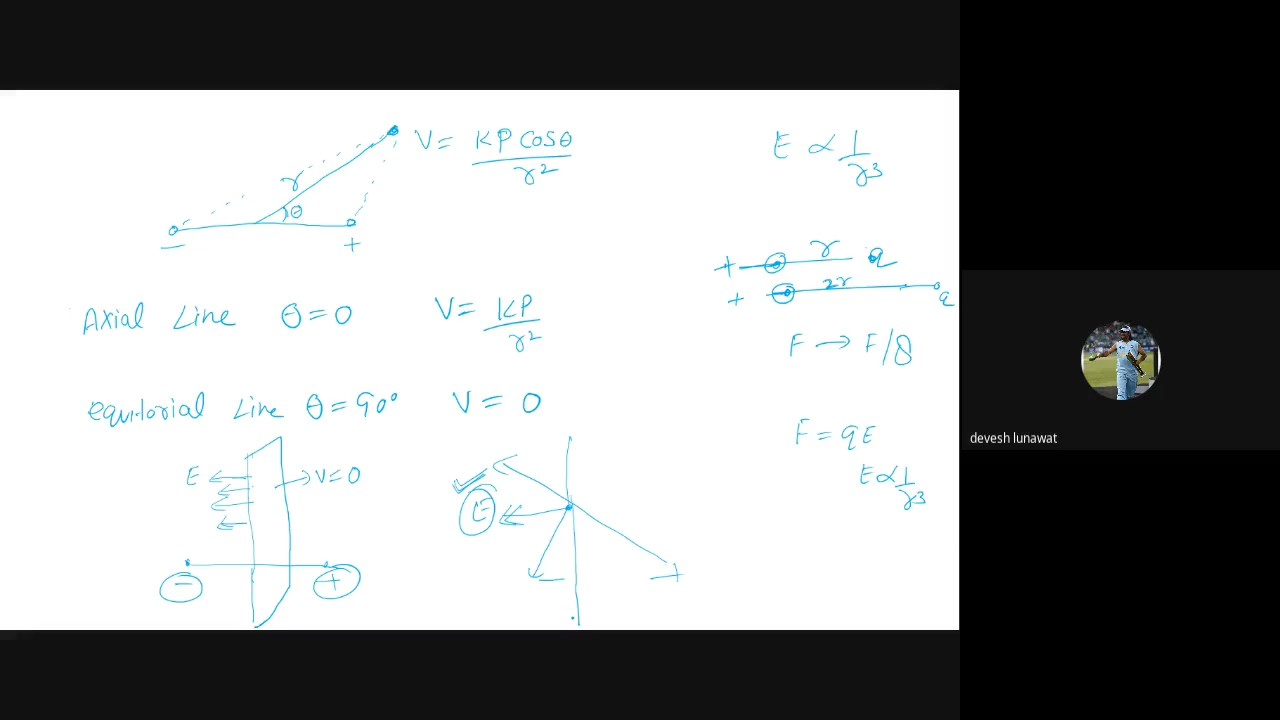 r
θ
−
+
V = KP cosθ / r²
Axial Line θ = 0 V = KP / r²
equitorial Line θ = 90° V = 0
E V = 0
− +
E
− +
E ∝ 1 / r³
+ − r q
+ − 2r q
F → F/8
F = qE
E ∝ 1 / r³
devesh lunawat